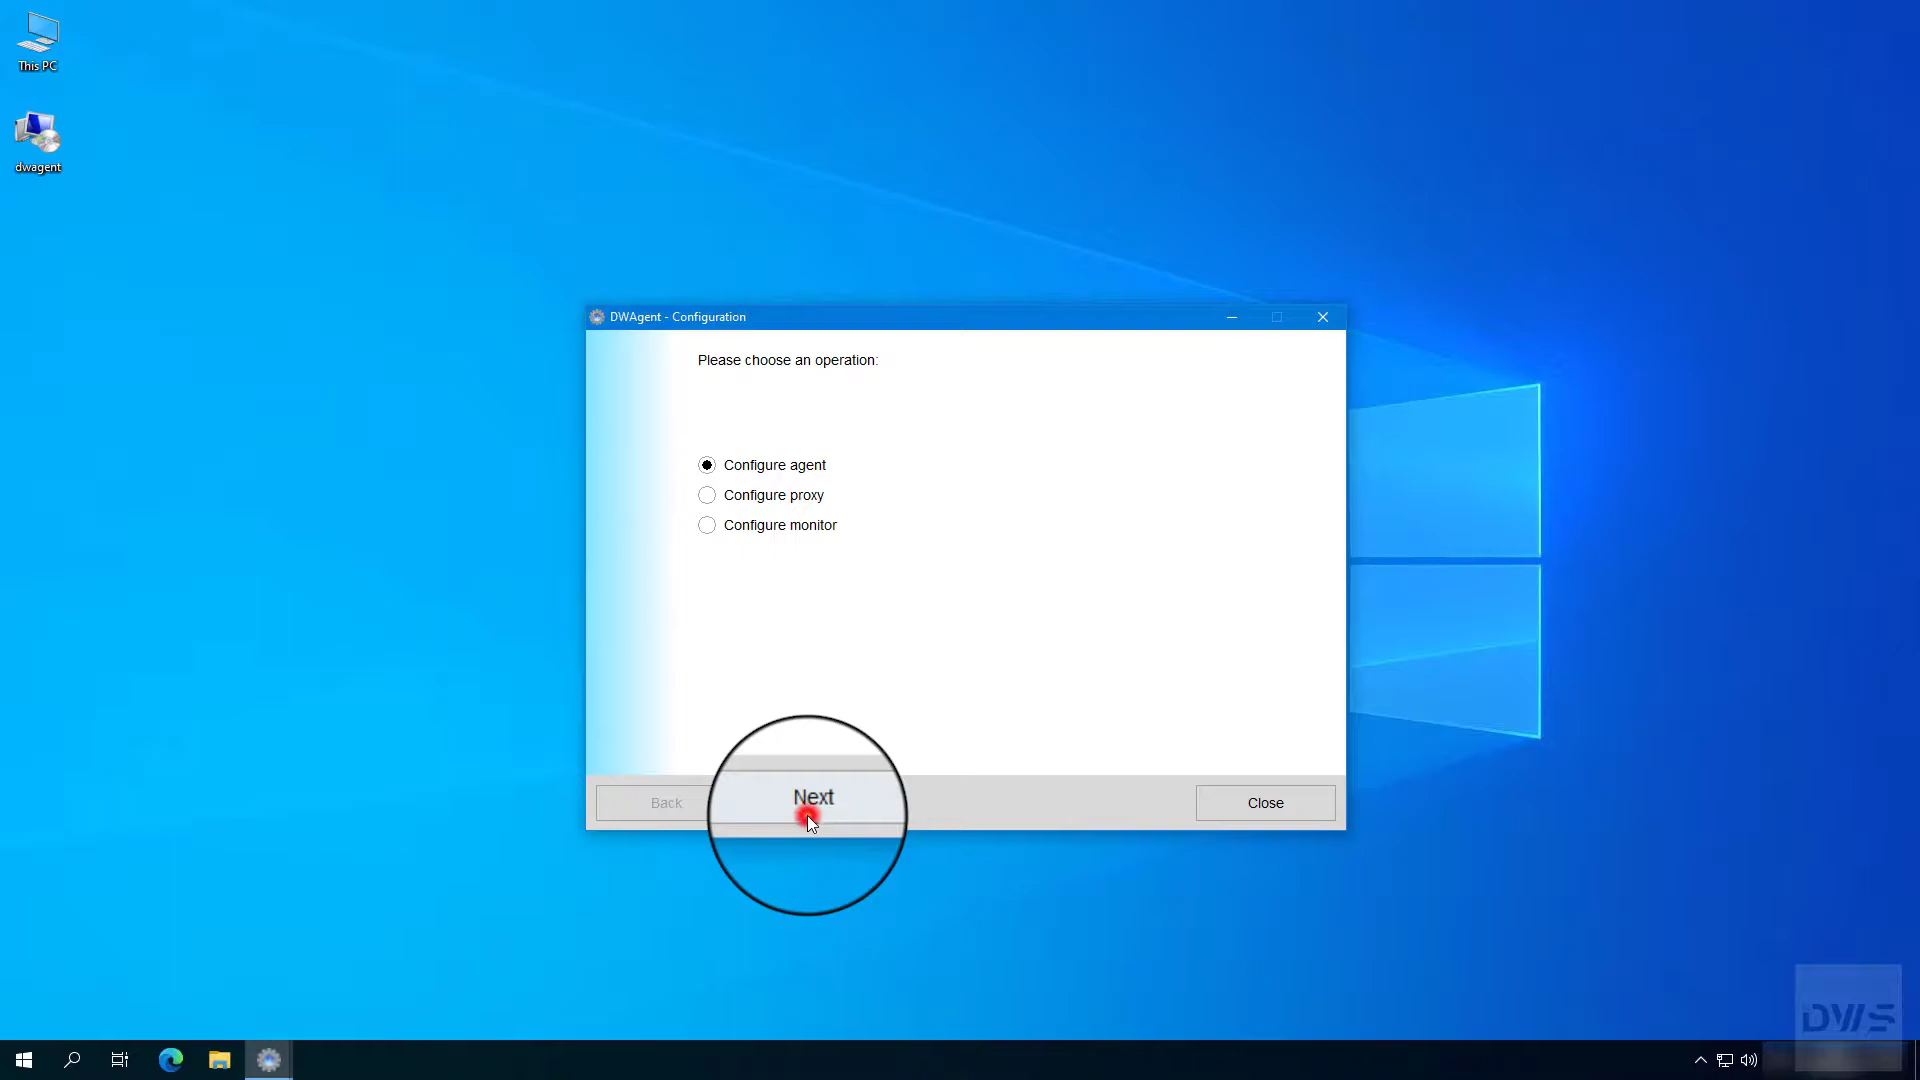 This PC
dwagent
DWAgent - Configuration
Please choose an operation:
Configure agent
Configure proxy
Configure monitor
Back
Next
Close
DWS